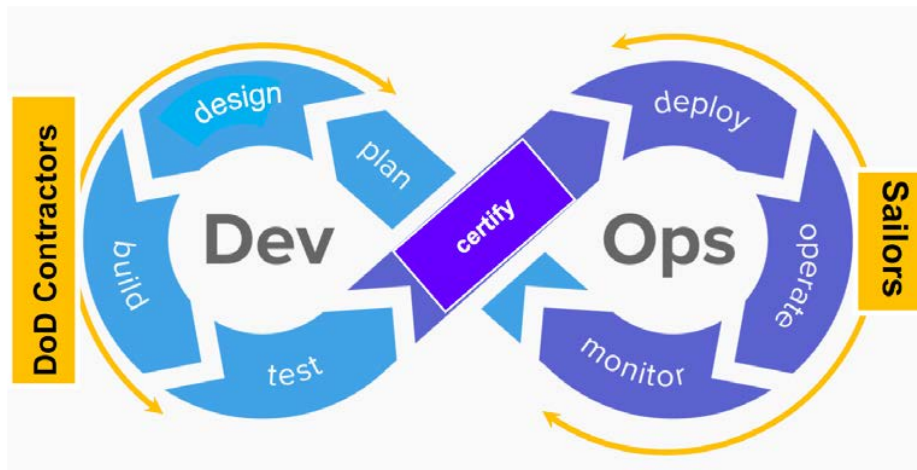 DoD Contractors
design
plan
build
Dev
test
certify
deploy
Ops
operate
monitor
Sailors